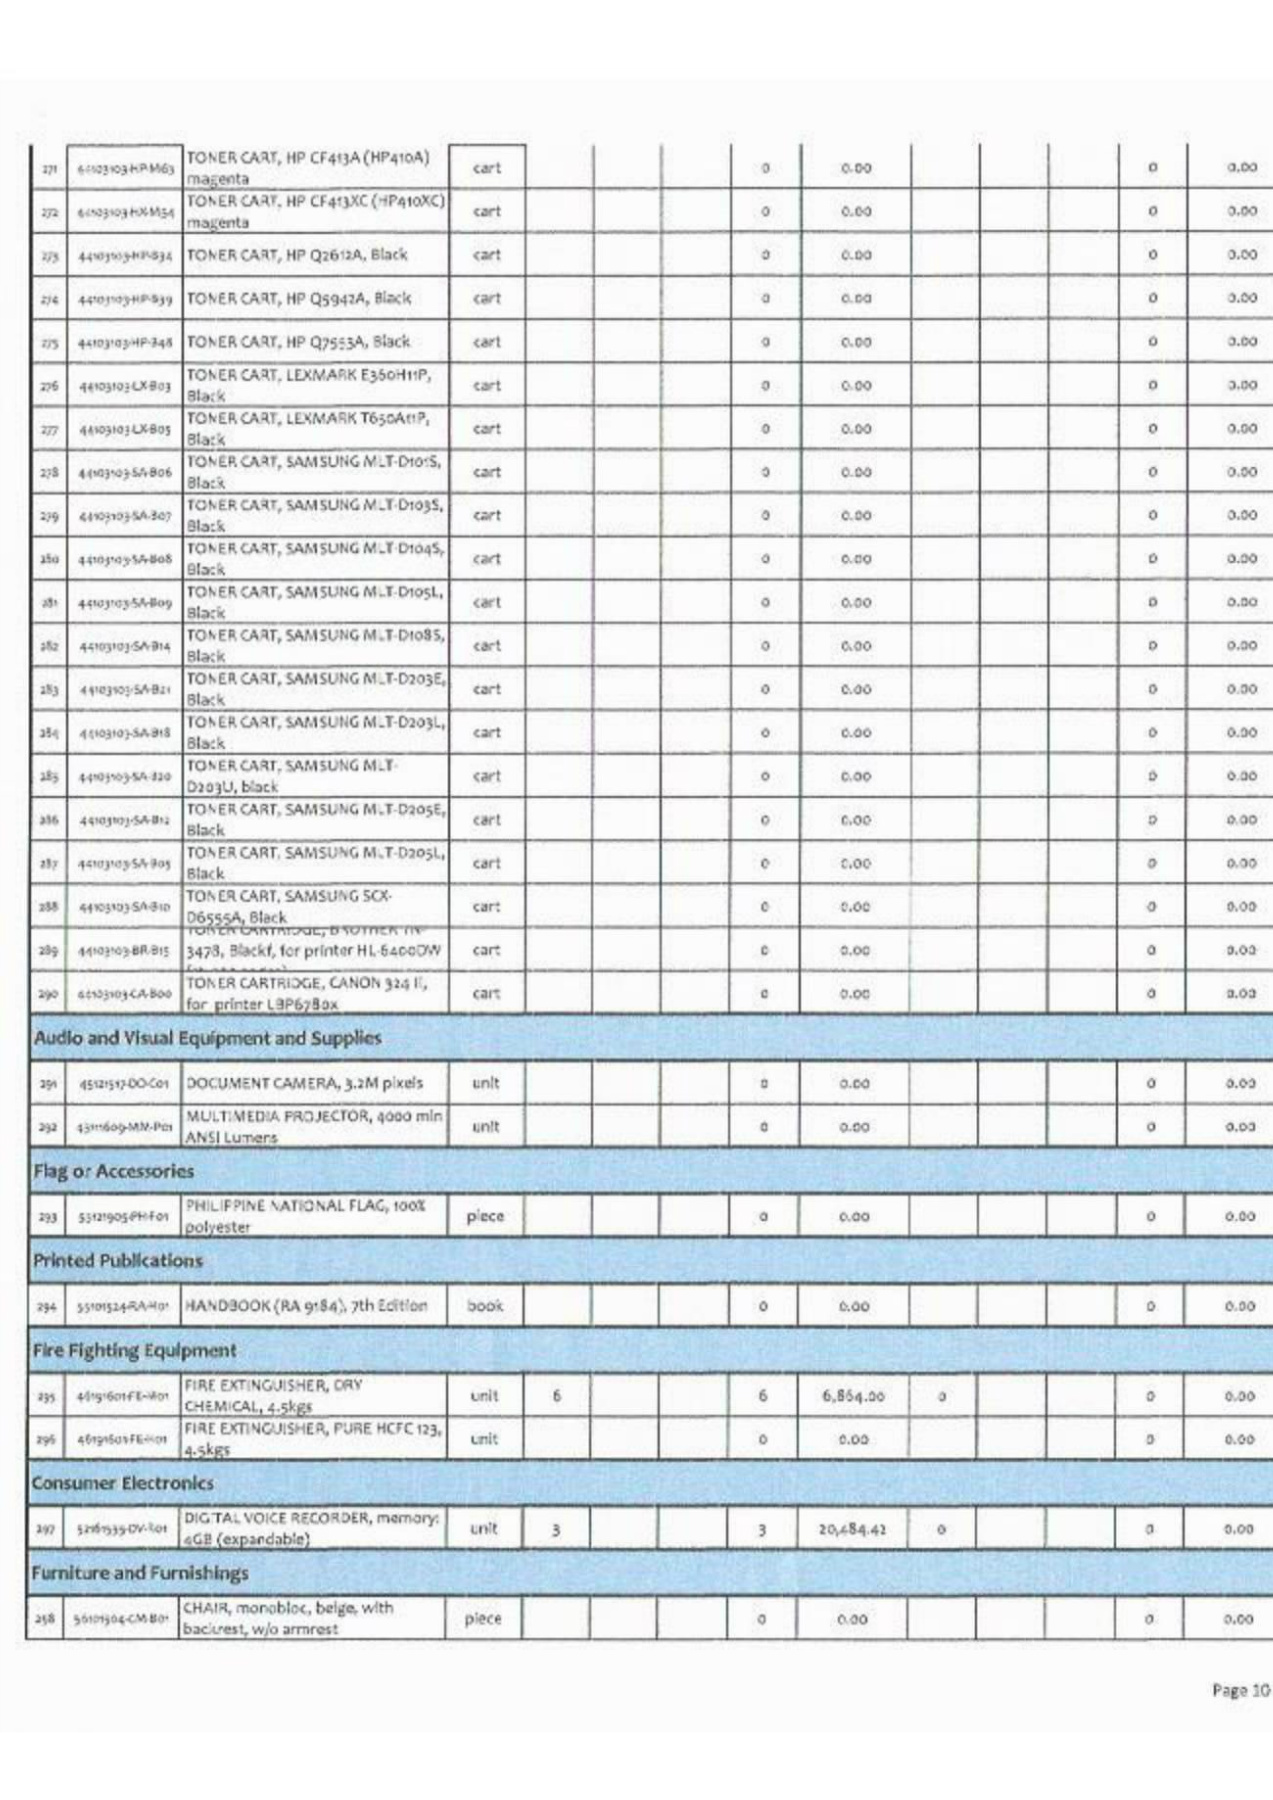 271 44103103-HP-M63 TONER CART, HP CF413A (HP410A) cart 0 0.00 0 0.00
magenta
272 44103103-HX-M54 TONER CART, HP CF413XC (HP410XC) cart 0 0.00 0 0.00
magenta
273 44103103-HP-B34 TONER CART, HP Q2612A, Black cart 0 0.00 0 0.00
274 44103103-HP-B39 TONER CART, HP Q5942A, Black cart 0 0.00 0 0.00
275 44103103-HP-B48 TONER CART, HP Q7553A, Black cart 0 0.00 0 0.00
276 44103103-LX-B03 TONER CART, LEXMARK E360H11P, cart 0 0.00 0 0.00
Black
277 44103103-LX-B05 TONER CART, LEXMARK T650A11P, cart 0 0.00 0 0.00
Black
278 44103103-SA-B06 TONER CART, SAMSUNG MLT-D101S, cart 0 0.00 0 0.00
Black
279 44103103-SA-B07 TONER CART, SAMSUNG MLT-D103S, cart 0 0.00 0 0.00
Black
280 44103103-SA-B08 TONER CART, SAMSUNG MLT-D104S, cart 0 0.00 0 0.00
Black
281 44103103-SA-B09 TONER CART, SAMSUNG MLT-D105L, cart 0 0.00 0 0.00
Black
282 44103103-SA-B14 TONER CART, SAMSUNG MLT-D108S, cart 0 0.00 0 0.00
Black
283 44103103-SA-B21 TONER CART, SAMSUNG MLT-D203E, cart 0 0.00 0 0.00
Black
284 44103103-SA-B18 TONER CART, SAMSUNG MLT-D203L, cart 0 0.00 0 0.00
Black
285 44103103-SA-B20 TONER CART, SAMSUNG MLT- cart 0 0.00 0 0.00
D203U, black
286 44103103-SA-B12 TONER CART, SAMSUNG MLT-D205E, cart 0 0.00 0 0.00
Black
287 44103103-SA-B05 TONER CART, SAMSUNG MLT-D205L, cart 0 0.00 0 0.00
Black
288 44103103-SA-B10 TONER CART, SAMSUNG SCX- cart 0 0.00 0 0.00
D6555A, Black
TONER CARTRIDGE, BROTHER TN-
289 44103103-BR-B15 3478, Blackf, for printer HL-6400DW cart 0 0.00 0 0.00
290 44103103-CA-B00 TONER CARTRIDGE, CANON 324 II, cart 0 0.00 0 0.00
for printer LBP6780x
Audio and Visual Equipment and Supplies
291 45121517-DO-C01 DOCUMENT CAMERA, 3.2M pixels unit 0 0.00 0 0.00
292 43111609-MM-P01 MULTIMEDIA PROJECTOR, 4000 min unit 0 0.00 0 0.00
ANSI Lumens
Flag or Accessories
293 55121905-PH-F01 PHILIPPINE NATIONAL FLAG, 100% piece 0 0.00 0 0.00
polyester
Printed Publications
294 55101524-RA-H01 HANDBOOK (RA 9184), 7th Edition book 0 0.00 0 0.00
Fire Fighting Equipment
295 46191601-FE-M01 FIRE EXTINGUISHER, DRY unit 6 6 6,864.00 0 0 0.00
CHEMICAL, 4.5kgs
296 46191601-FE-H01 FIRE EXTINGUISHER, PURE HCFC 123, unit 0 0.00 0 0.00
4.5kgs
Consumer Electronics
297 52161535-DV-R01 DIGITAL VOICE RECORDER, memory: unit 3 3 20,484.42 0 0 0.00
4GB (expandable)
Furniture and Furnishings
298 56101504-CM-B01 CHAIR, monobloc, beige, with piece 0 0.00 0 0.00
backrest, w/o armrest
Page 10